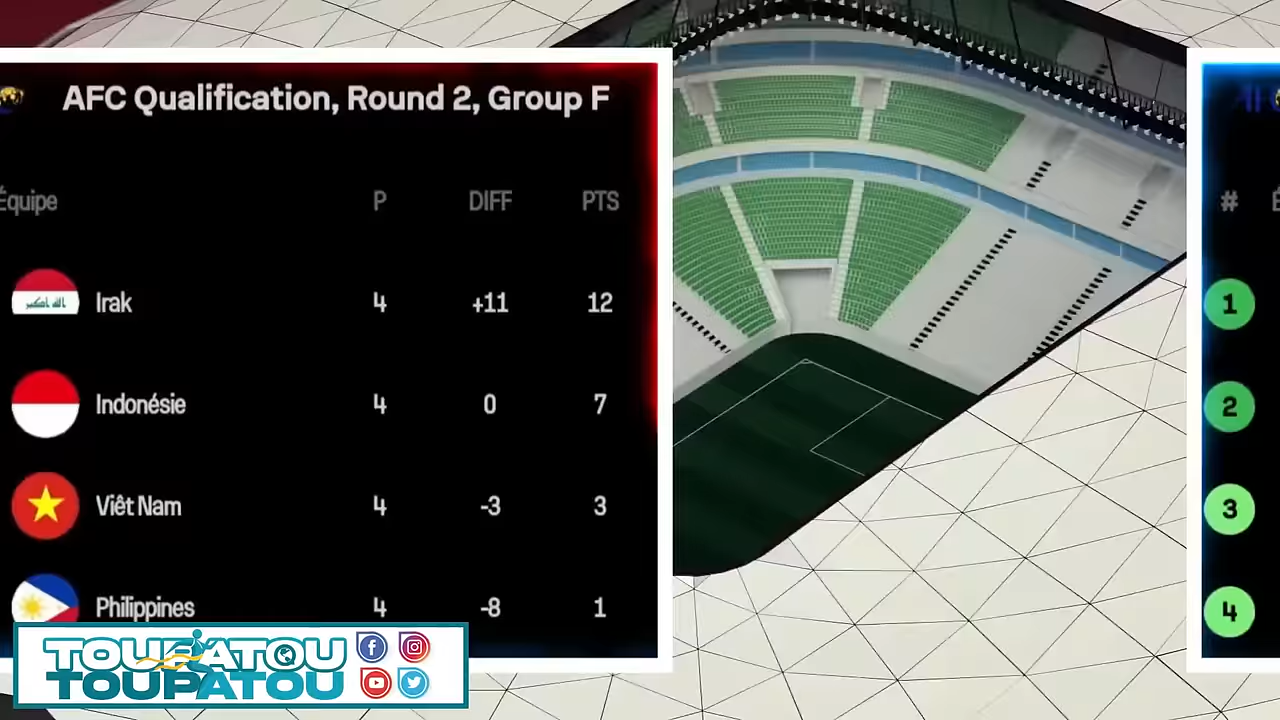 AFC Qualification, Round 2, Group F
Équipe P DIFF PTS
Irak 4 +11 12
Indonésie 4 0 7
Viêt Nam 4 -3 3
Philippines 4 -8 1
TOUPATOU
TOUPATOU
#
1
2
3
4